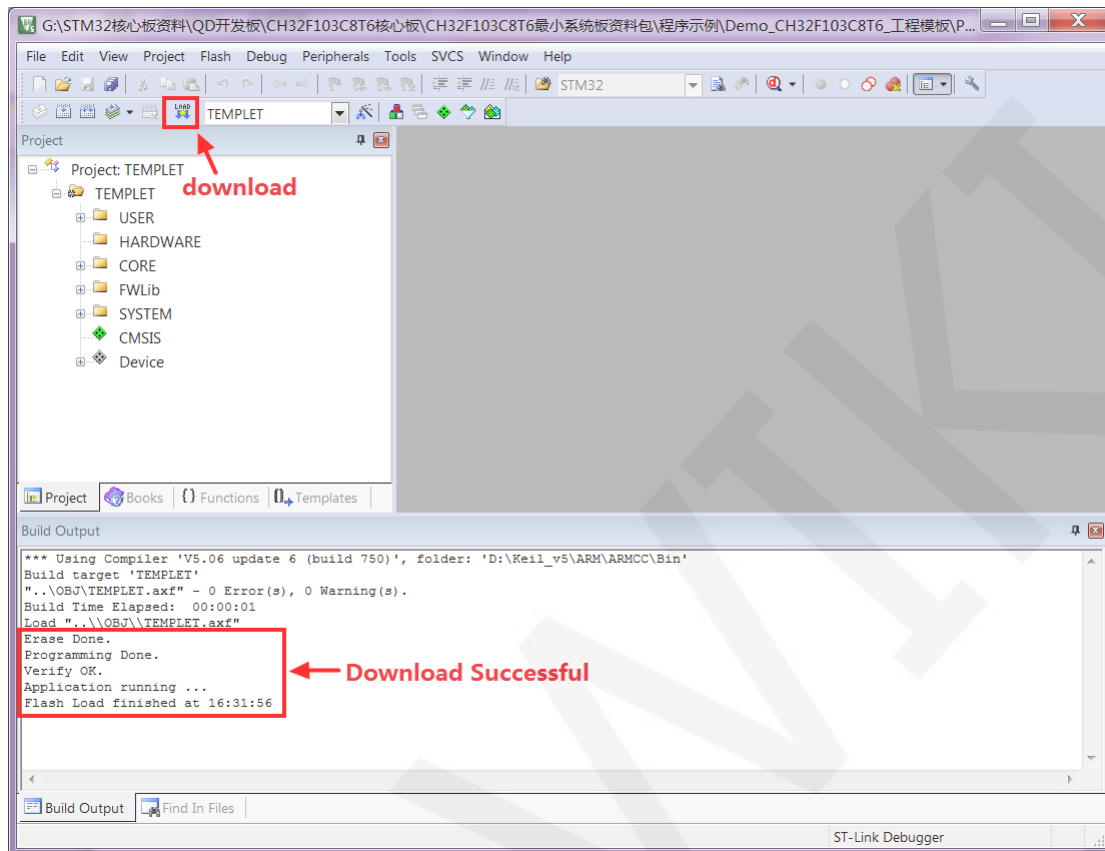 G:\STM32核心板资料\QD开发板\CH32F103C8T6核心板\CH32F103C8T6最小系统板资料包\程序示例\Demo_CH32F103C8T6_工程模板\P...
File Edit View Project Flash Debug Peripherals Tools SVCS Window Help
STM32
LOAD TEMPLET
Project
Project: TEMPLET
download
TEMPLET
USER
HARDWARE
CORE
FWLib
SYSTEM
CMSIS
Device
Project Books {} Functions Templates
Build Output
*** Using Compiler 'V5.06 update 6 (build 750)', folder: 'D:\Keil_v5\ARM\ARMCC\Bin'
Build target 'TEMPLET'
"..\OBJ\TEMPLET.axf" - 0 Error(s), 0 Warning(s).
Build Time Elapsed:  00:00:01
Load "..\\OBJ\\TEMPLET.axf"
Erase Done.
Programming Done.
Verify OK.
Download Successful
Application running ...
Flash Load finished at 16:31:56
Build Output Find In Files
ST-Link Debugger
WIKI